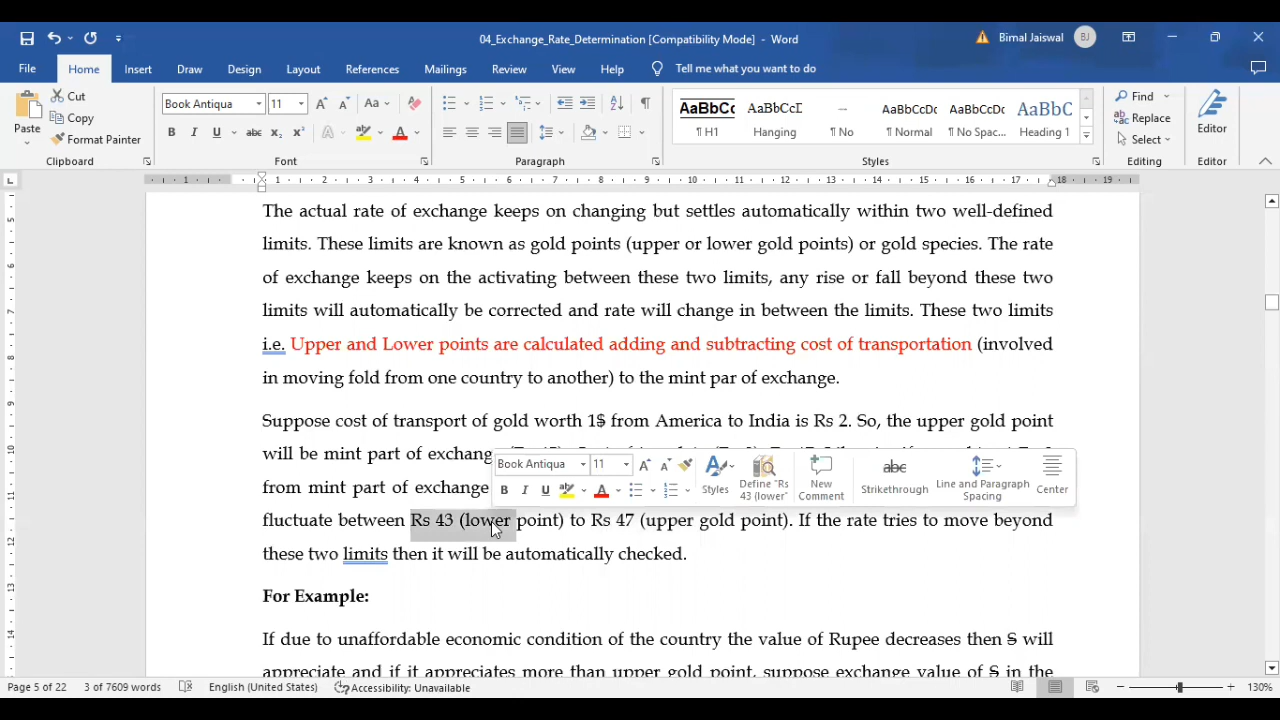 04_Exchange_Rate_Determination [Compatibility Mode] - Word
Bimal Jaiswal BJ
File Home Insert Draw Design Layout References Mailings Review View Help Tell me what you want to do
Paste Cut Copy Format Painter
Clipboard
Book Antiqua 11
Font
Paragraph
AaBbCc AaBbCcD AaBbCcDc AaBbCcDc AaBbC
¶ H1 Hanging ¶ No ¶ Normal ¶ No Spac... Heading 1
Styles
Find Replace Select
Editing
Editor
Editor
The actual rate of exchange keeps on changing but settles automatically within two well-defined
limits. These limits are known as gold points (upper or lower gold points) or gold species. The rate
of exchange keeps on the activating between these two limits, any rise or fall beyond these two
limits will automatically be corrected and rate will change in between the limits. These two limits
i.e. Upper and Lower points are calculated adding and subtracting cost of transportation (involved
in moving fold from one country to another) to the mint par of exchange.
Suppose cost of transport of gold worth 1$ from America to India is Rs 2. So, the upper gold point
will be mint part of exchange
Book Antiqua 11
Styles Define "Rs 43 (lower" New Comment Strikethrough Line and Paragraph Spacing Center
from mint part of exchange
fluctuate between Rs 43 (lower point) to Rs 47 (upper gold point). If the rate tries to move beyond
these two limits then it will be automatically checked.
For Example:
If due to unaffordable economic condition of the country the value of Rupee decreases then $ will
appreciate and if it appreciates more than upper gold point, suppose exchange value of $ in the
Page 5 of 22 3 of 7609 words English (United States) Accessibility: Unavailable 130%